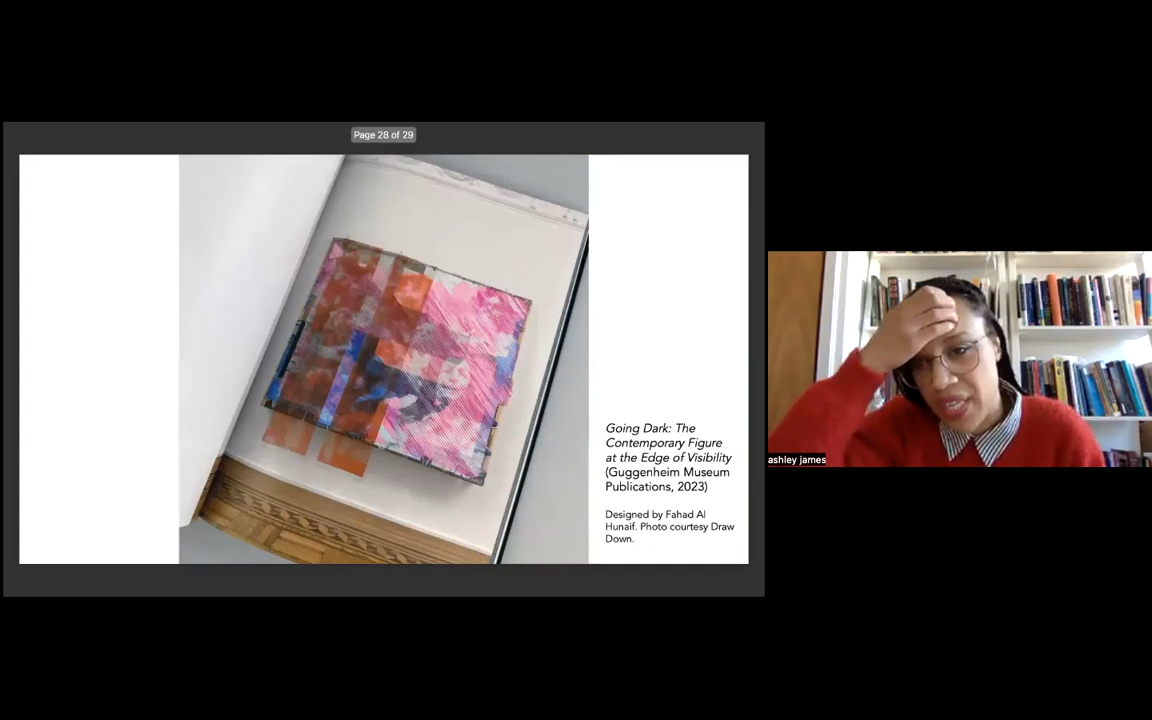 Page 28 of 29
Going Dark: The
Contemporary Figure
at the Edge of Visibility
(Guggenheim Museum
Publications, 2023)
Designed by Fahad Al
Hunaif. Photo courtesy Draw
Down.
ashley james